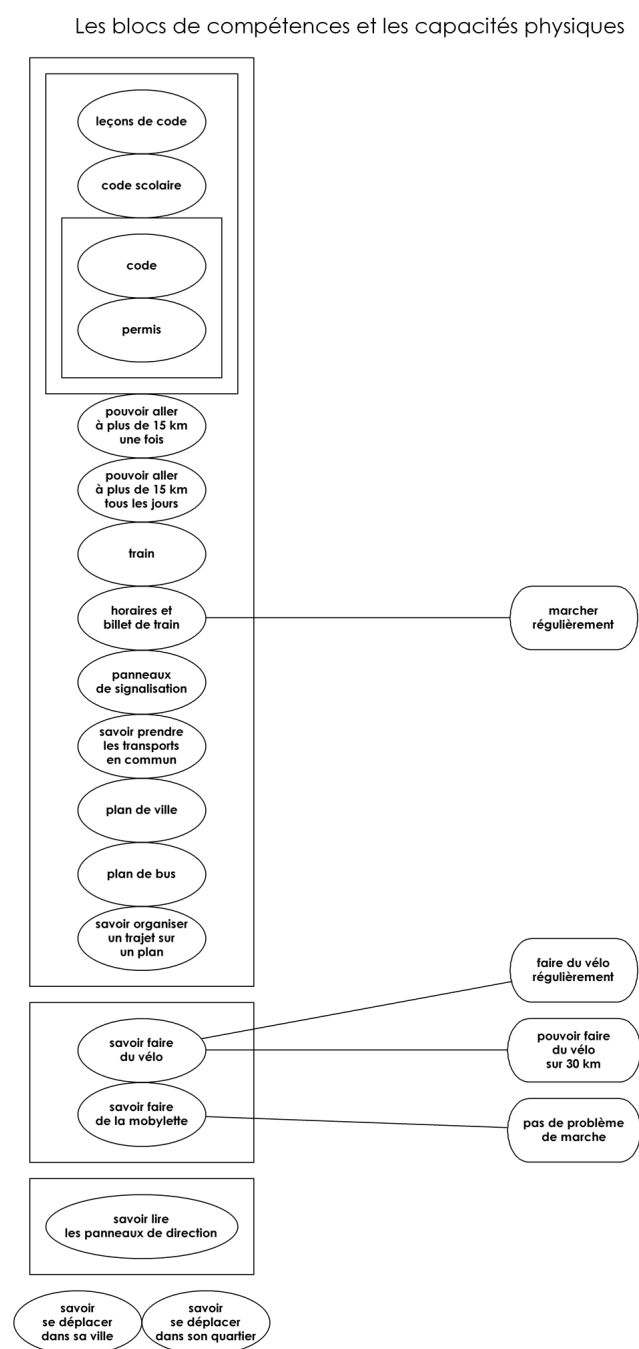 Les blocs de compétences et les capacités physiques
leçons de code
code scolaire
code
permis
pouvoir aller
à plus de 15 km
une fois
pouvoir aller
à plus de 15 km
tous les jours
train
horaires et
billet de train
marcher
régulièrement
panneaux
de signalisation
savoir prendre
les transports
en commun
plan de ville
plan de bus
savoir organiser
un trajet sur
un plan
faire du vélo
régulièrement
savoir faire
du vélo
pouvoir faire
du vélo
sur 30 km
savoir faire
de la mobylette
pas de problème
de marche
savoir lire
les panneaux de direction
savoir
se déplacer
dans sa ville
savoir
se déplacer
dans son quartier